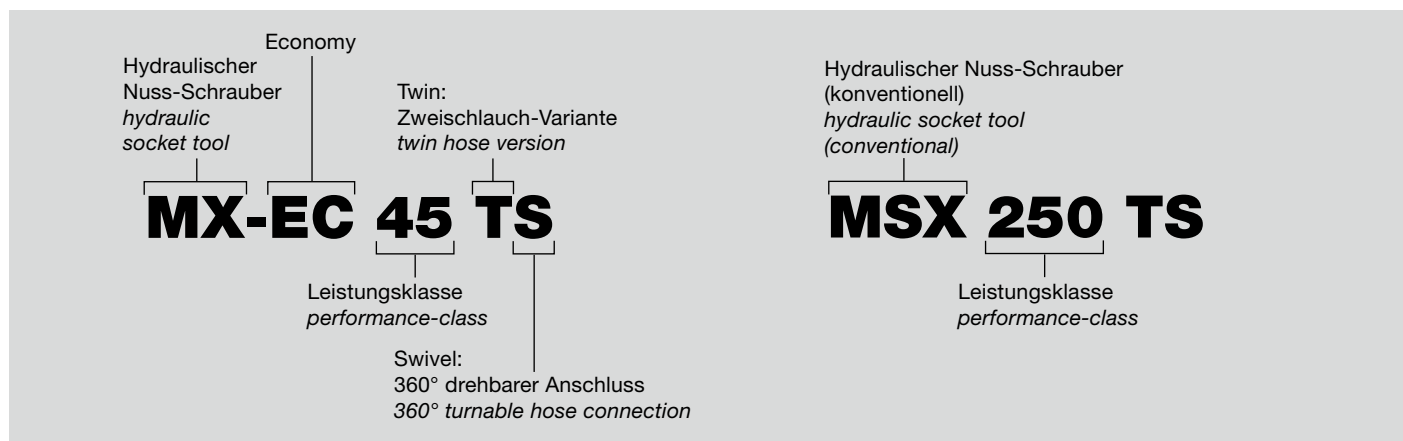 Economy
Hydraulischer
Nuss-Schrauber
hydraulic
socket tool
Twin:
Zweischlauch-Variante
twin hose version
MX-EC 45 TS
Leistungsklasse
performance-class
Swivel:
360° drehbarer Anschluss
360° turnable hose connection
Hydraulischer Nuss-Schrauber
(konventionell)
hydraulic socket tool
(conventional)
MSX 250 TS
Leistungsklasse
performance-class